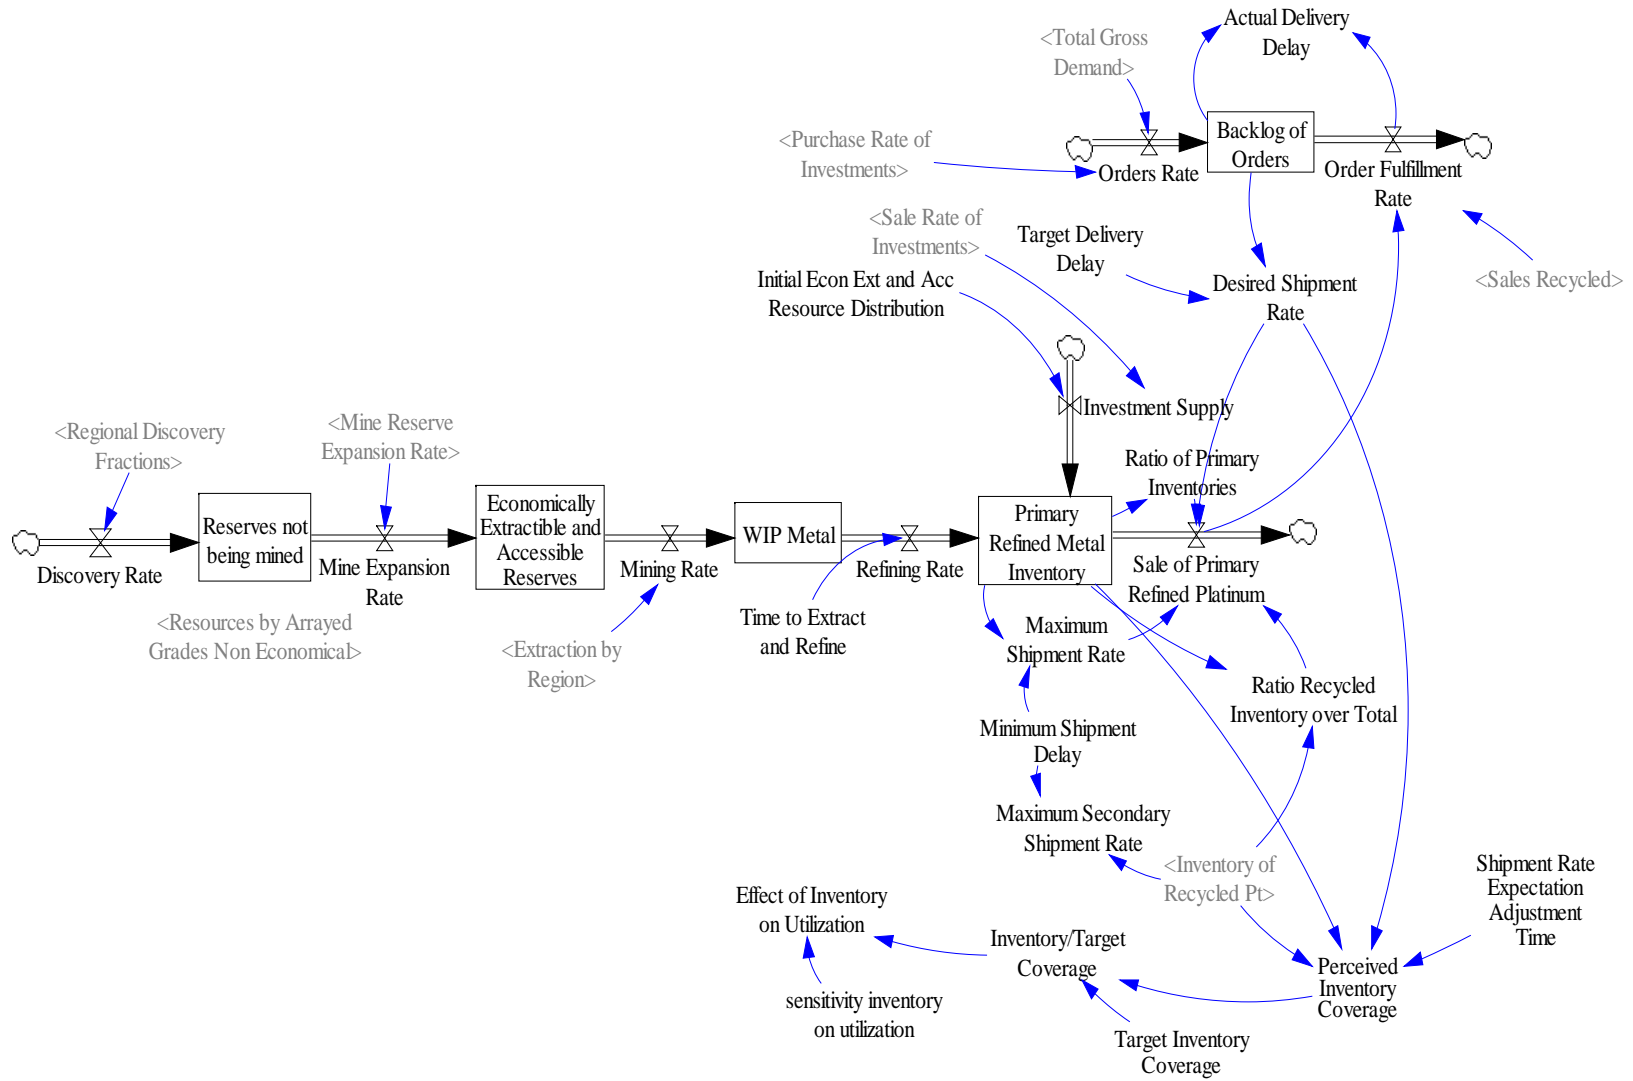 Actual Delivery
Delay
<Total Gross
Demand>
Backlog of
Orders
<Purchase Rate of
Investments>
Orders Rate
Order Fulfillment
Rate
<Sale Rate of
Investments>
Target Delivery
Delay
Initial Econ Ext and Acc
Resource Distribution
Desired Shipment
Rate
<Sales Recycled>
Investment Supply
<Regional Discovery
Fractions>
<Mine Reserve
Expansion Rate>
Ratio of Primary
Inventories
Reserves not
being mined
Economically
Extractible and
Accessible
Reserves
WIP Metal
Primary
Refined Metal
Inventory
Discovery Rate
Mine Expansion
Rate
Mining Rate
Refining Rate
Sale of Primary
Refined Platinum
<Resources by Arrayed
Grades Non Economical>
<Extraction by
Region>
Time to Extract
and Refine
Maximum
Shipment Rate
Ratio Recycled
Inventory over Total
Minimum Shipment
Delay
Maximum Secondary
Shipment Rate
<Inventory of
Recycled Pt>
Shipment Rate
Expectation
Adjustment
Time
Effect of Inventory
on Utilization
Inventory/Target
Coverage
Perceived
Inventory
Coverage
sensitivity inventory
on utilization
Target Inventory
Coverage